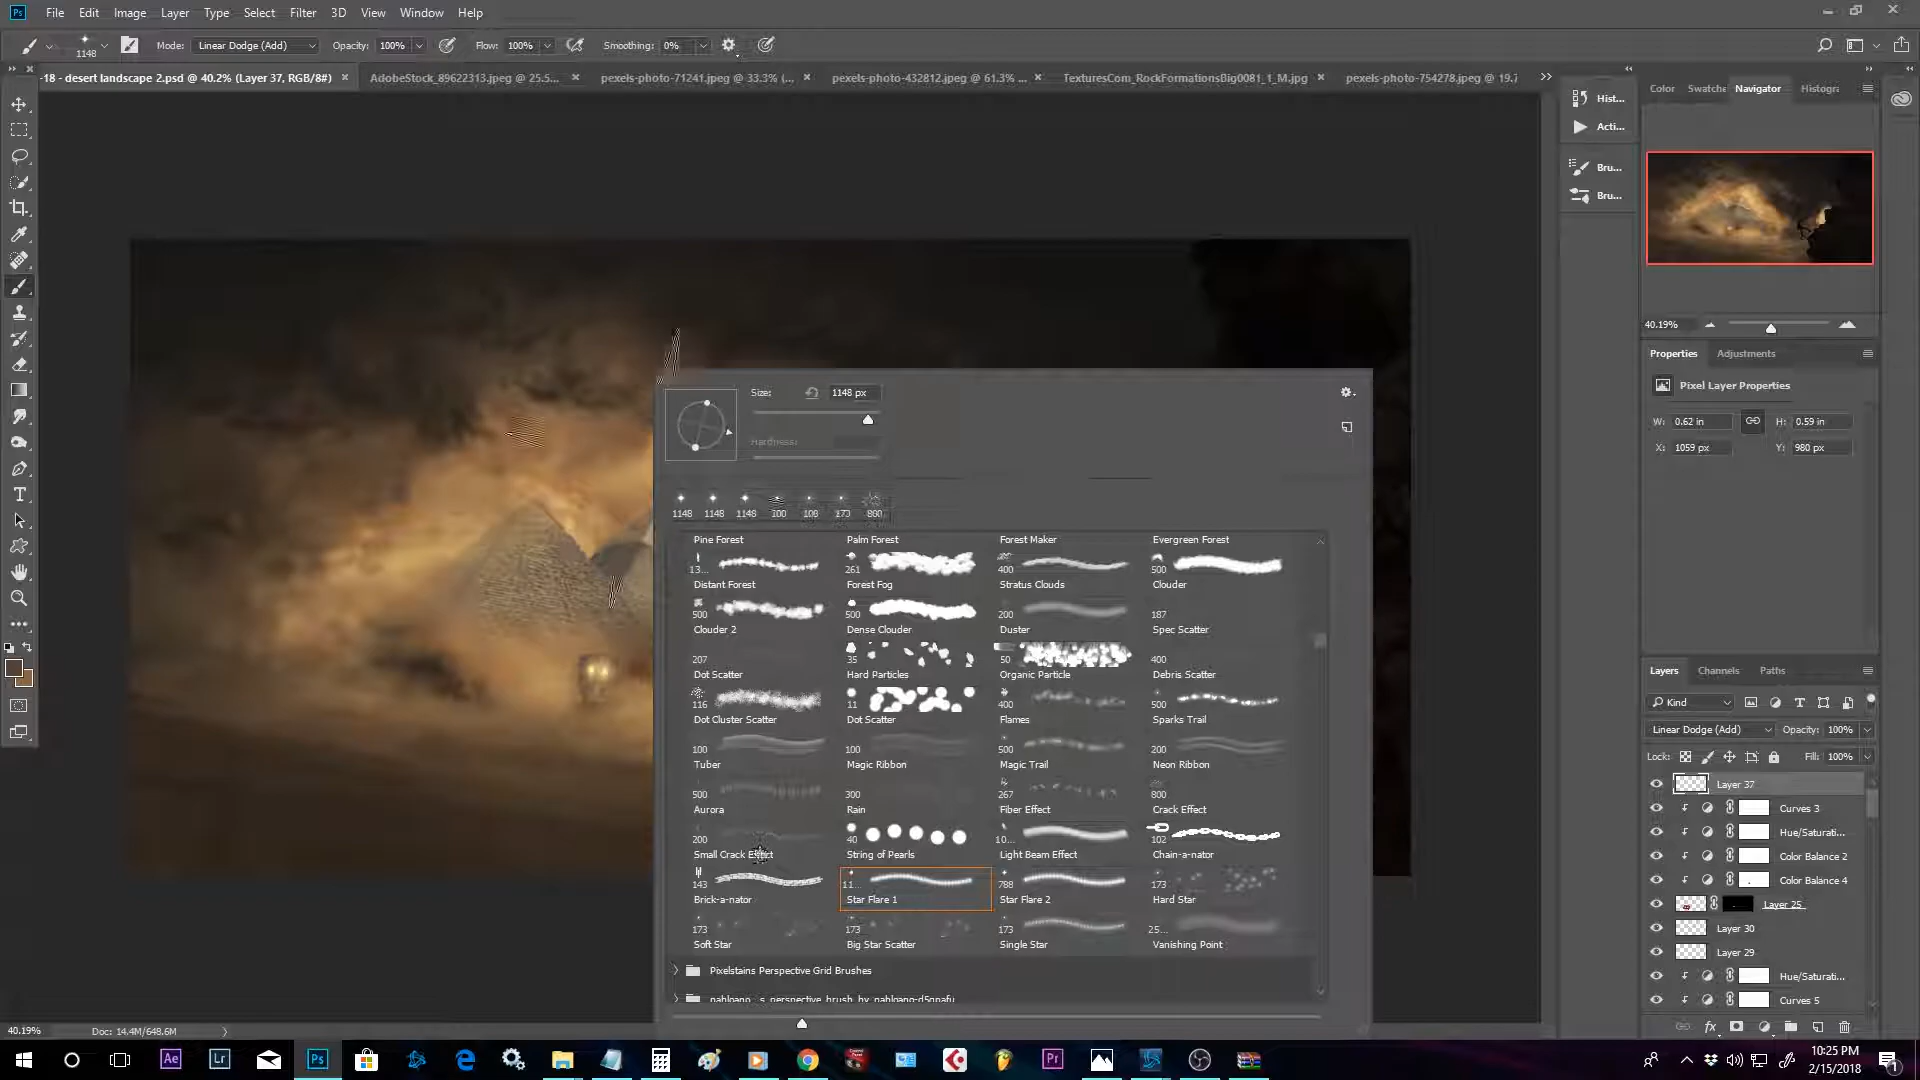 Ps File Edit Image Layer Type Select Filter 3D View Window Help
1148 Mode: Linear Dodge (Add) Opacity: 100% Flow: 100% Smoothing: 0%
-18 - desert landscape 2.psd @ 40.2% (Layer 37, RGB/8#) AdobeStock_89622313.jpeg @ 25.5... pexels-photo-71241.jpeg @ 33.3% (... pexels-photo-432812.jpeg @ 61.3% ... TexturesCom_RockFormationsBig0081_1_M.jpg pexels-photo-754278.jpeg @ 19.7
Hist...
Acti...
Bru...
Bru...
Color Swatche Navigator Histogra
40.19%
Properties Adjustments
Pixel Layer Properties
W: 0.62 in H: 0.59 in
X: 1059 px Y: 980 px
Size: 1148 px
Hardness:
1148 1148 1148 100 173
Pine Forest Palm Forest Forest Maker Evergreen Forest
13... 261 400 500
Distant Forest Forest Fog Stratus Clouds Clouder
500 500 200 187
Clouder 2 Dense Clouder Duster Spec Scatter
207 35 50 400
Dot Scatter Hard Particles Organic Particle Debris Scatter
116 11 400 500
Dot Cluster Scatter Dot Scatter Flames Sparks Trail
100 100 500 200
Tuber Magic Ribbon Magic Trail Neon Ribbon
500 300 267 800
Aurora Rain Fiber Effect Crack Effect
200 40 10... 102
Small Crack Effect String of Pearls Light Beam Effect Chain-a-nator
143 11... 788 173
Brick-a-nator Star Flare 1 Star Flare 2 Hard Star
173 173 173 25...
Soft Star Big Star Scatter Single Star Vanishing Point
Pixelstains Perspective Grid Brushes
Layers Channels Paths
Kind
Linear Dodge (Add) Opacity: 100%
Lock: Fill: 100%
Layer 37
Curves 3
Hue/Saturati...
Color Balance 2
Color Balance 4
Layer 25
Layer 30
Layer 29
Hue/Saturati...
Curves 5
fx
40.19% Doc: 14.4M/648.6M
Ae Lr Ps Pr
10:25 PM
2/15/2018